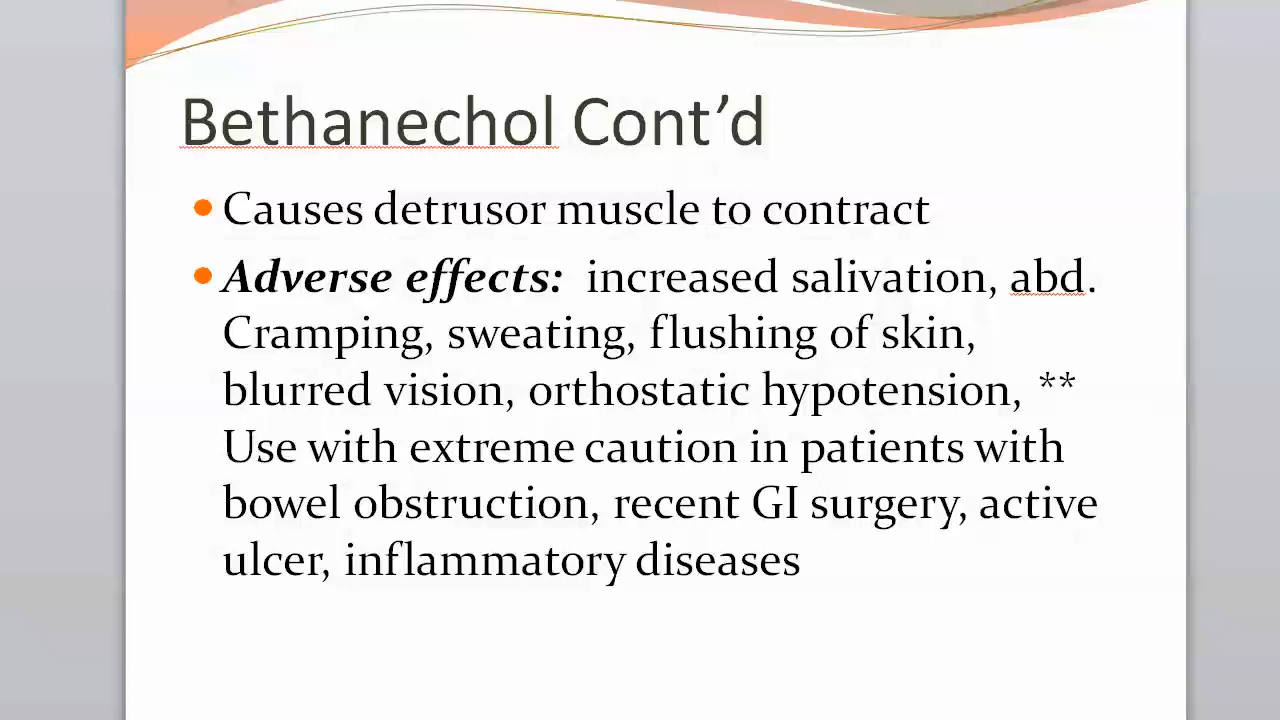 Bethanechol Cont’d
• Causes detrusor muscle to contract
• Adverse effects: increased salivation, abd.
Cramping, sweating, flushing of skin,
blurred vision, orthostatic hypotension, **
Use with extreme caution in patients with
bowel obstruction, recent GI surgery, active
ulcer, inflammatory diseases